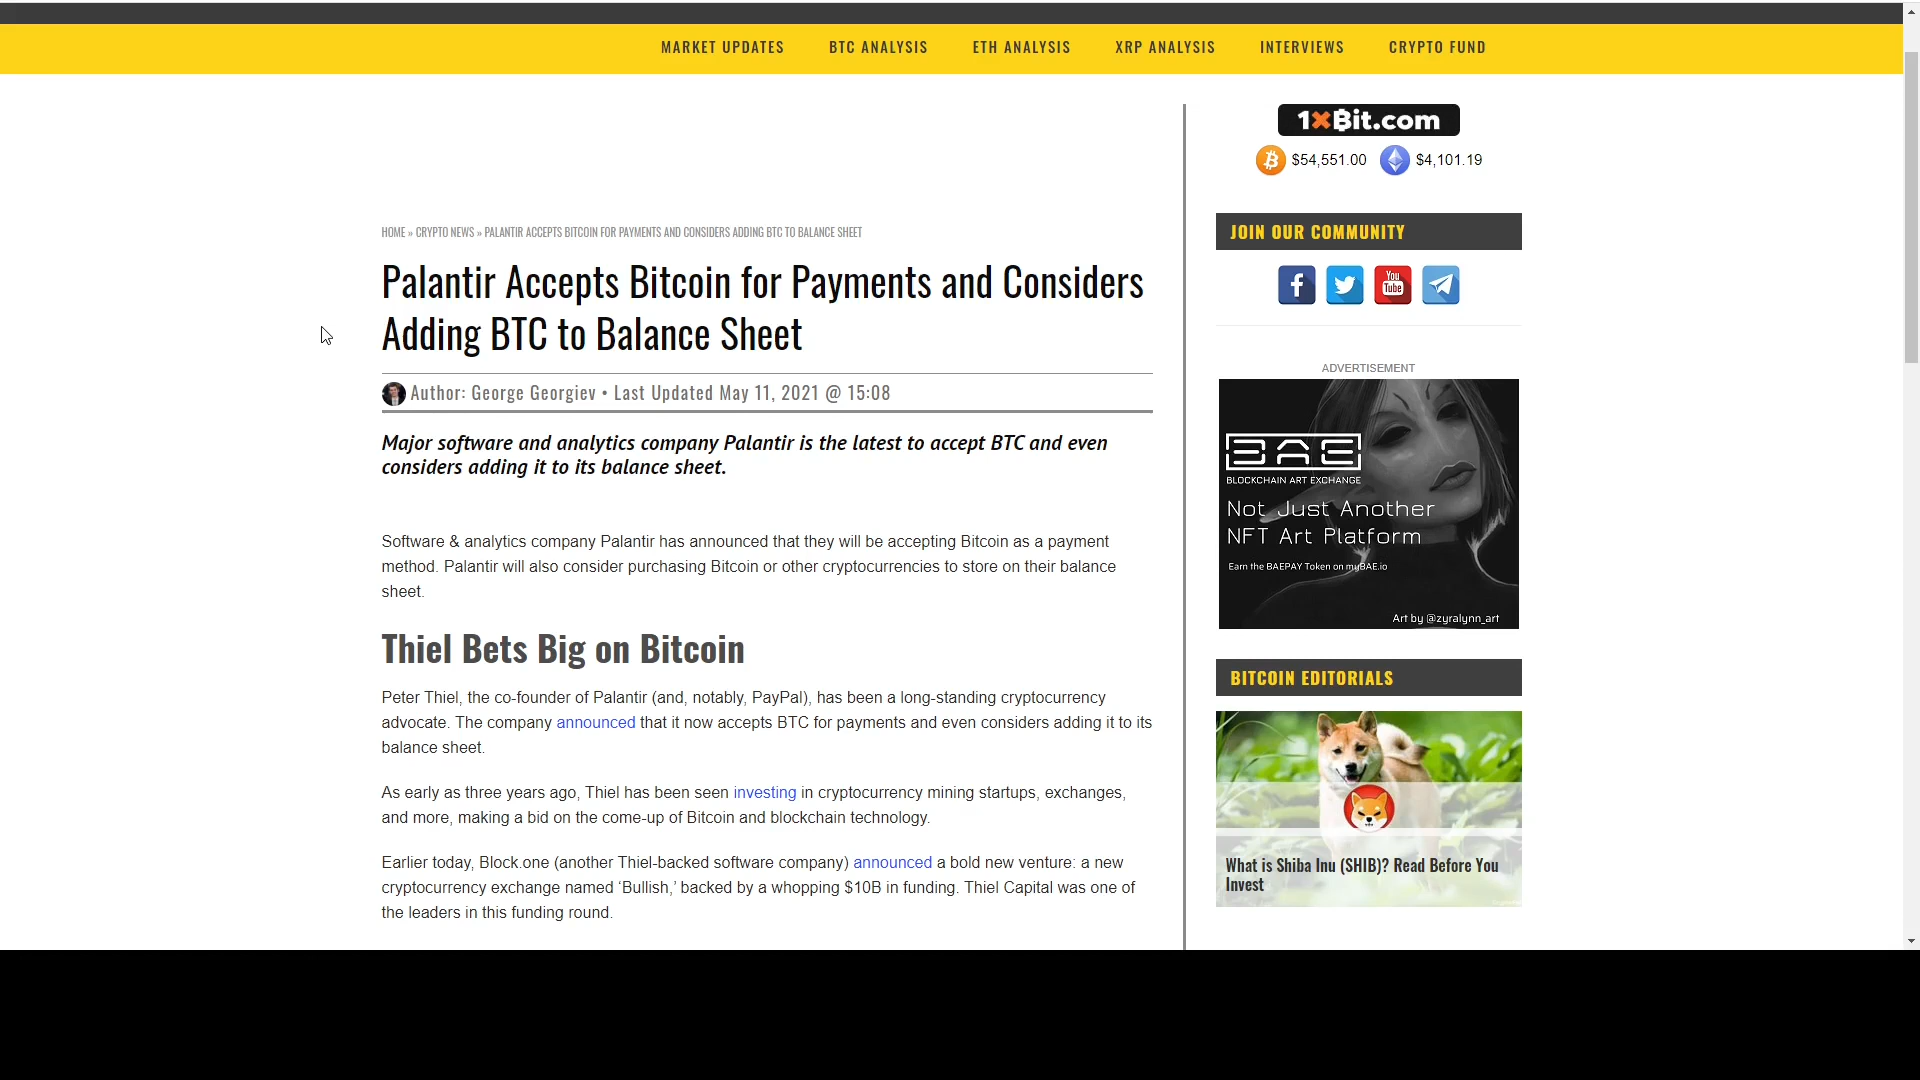 MARKET UPDATES BTC ANALYSIS ETH ANALYSIS XRP ANALYSIS INTERVIEWS CRYPTO FUND
HOME » CRYPTO NEWS » PALANTIR ACCEPTS BITCOIN FOR PAYMENTS AND CONSIDERS ADDING BTC TO BALANCE SHEET
Palantir Accepts Bitcoin for Payments and Considers
Adding BTC to Balance Sheet
Author: George Georgiev • Last Updated May 11, 2021 @ 15:08
Major software and analytics company Palantir is the latest to accept BTC and even
considers adding it to its balance sheet.
Software & analytics company Palantir has announced that they will be accepting Bitcoin as a payment
method. Palantir will also consider purchasing Bitcoin or other cryptocurrencies to store on their balance
sheet.
Thiel Bets Big on Bitcoin
Peter Thiel, the co-founder of Palantir (and, notably, PayPal), has been a long-standing cryptocurrency
advocate. The company announced that it now accepts BTC for payments and even considers adding it to its
balance sheet.
As early as three years ago, Thiel has been seen investing in cryptocurrency mining startups, exchanges,
and more, making a bid on the come-up of Bitcoin and blockchain technology.
Earlier today, Block.one (another Thiel-backed software company) announced a bold new venture: a new
cryptocurrency exchange named ‘Bullish,’ backed by a whopping $10B in funding. Thiel Capital was one of
the leaders in this funding round.
1xBit.com
$54,551.00 $4,101.19
JOIN OUR COMMUNITY
You
Tube
ADVERTISEMENT
BAE
BLOCKCHAIN ART EXCHANGE
Not Just Another
NFT Art Platform
Earn the BAEPAY Token on myBAE.io
Art by @zyralynn_art
BITCOIN EDITORIALS
What is Shiba Inu (SHIB)? Read Before You
Invest